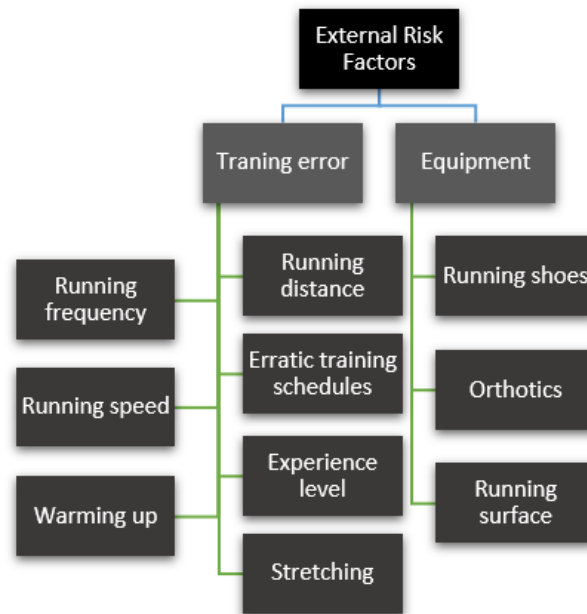 External Risk
Factors
Traning error
Equipment
Running
frequency
Running speed
Warming up
Running
distance
Erratic training
schedules
Experience
level
Stretching
Running shoes
Orthotics
Running
surface